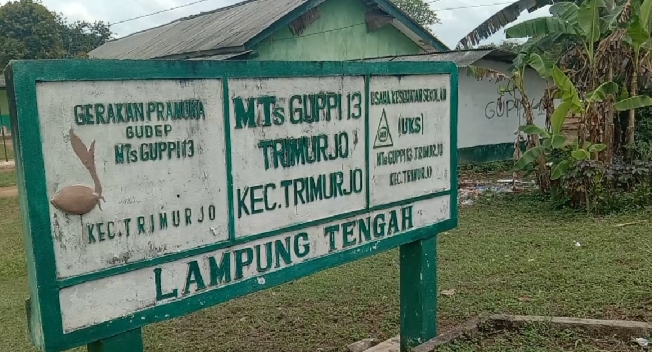 GERAKAN PRAMUKA
GUDEP
MTs GUPPI 13
KEC. TRIMURJO
MTs GUPPI 13
TRIMURJO
KEC. TRIMURJO
USAHA KESEHATAN SEKOLAH
(UKS)
MTs GUPPI 13 TRIMURJO
KEC. TRIMURJO
LAMPUNG TENGAH
GUPPI